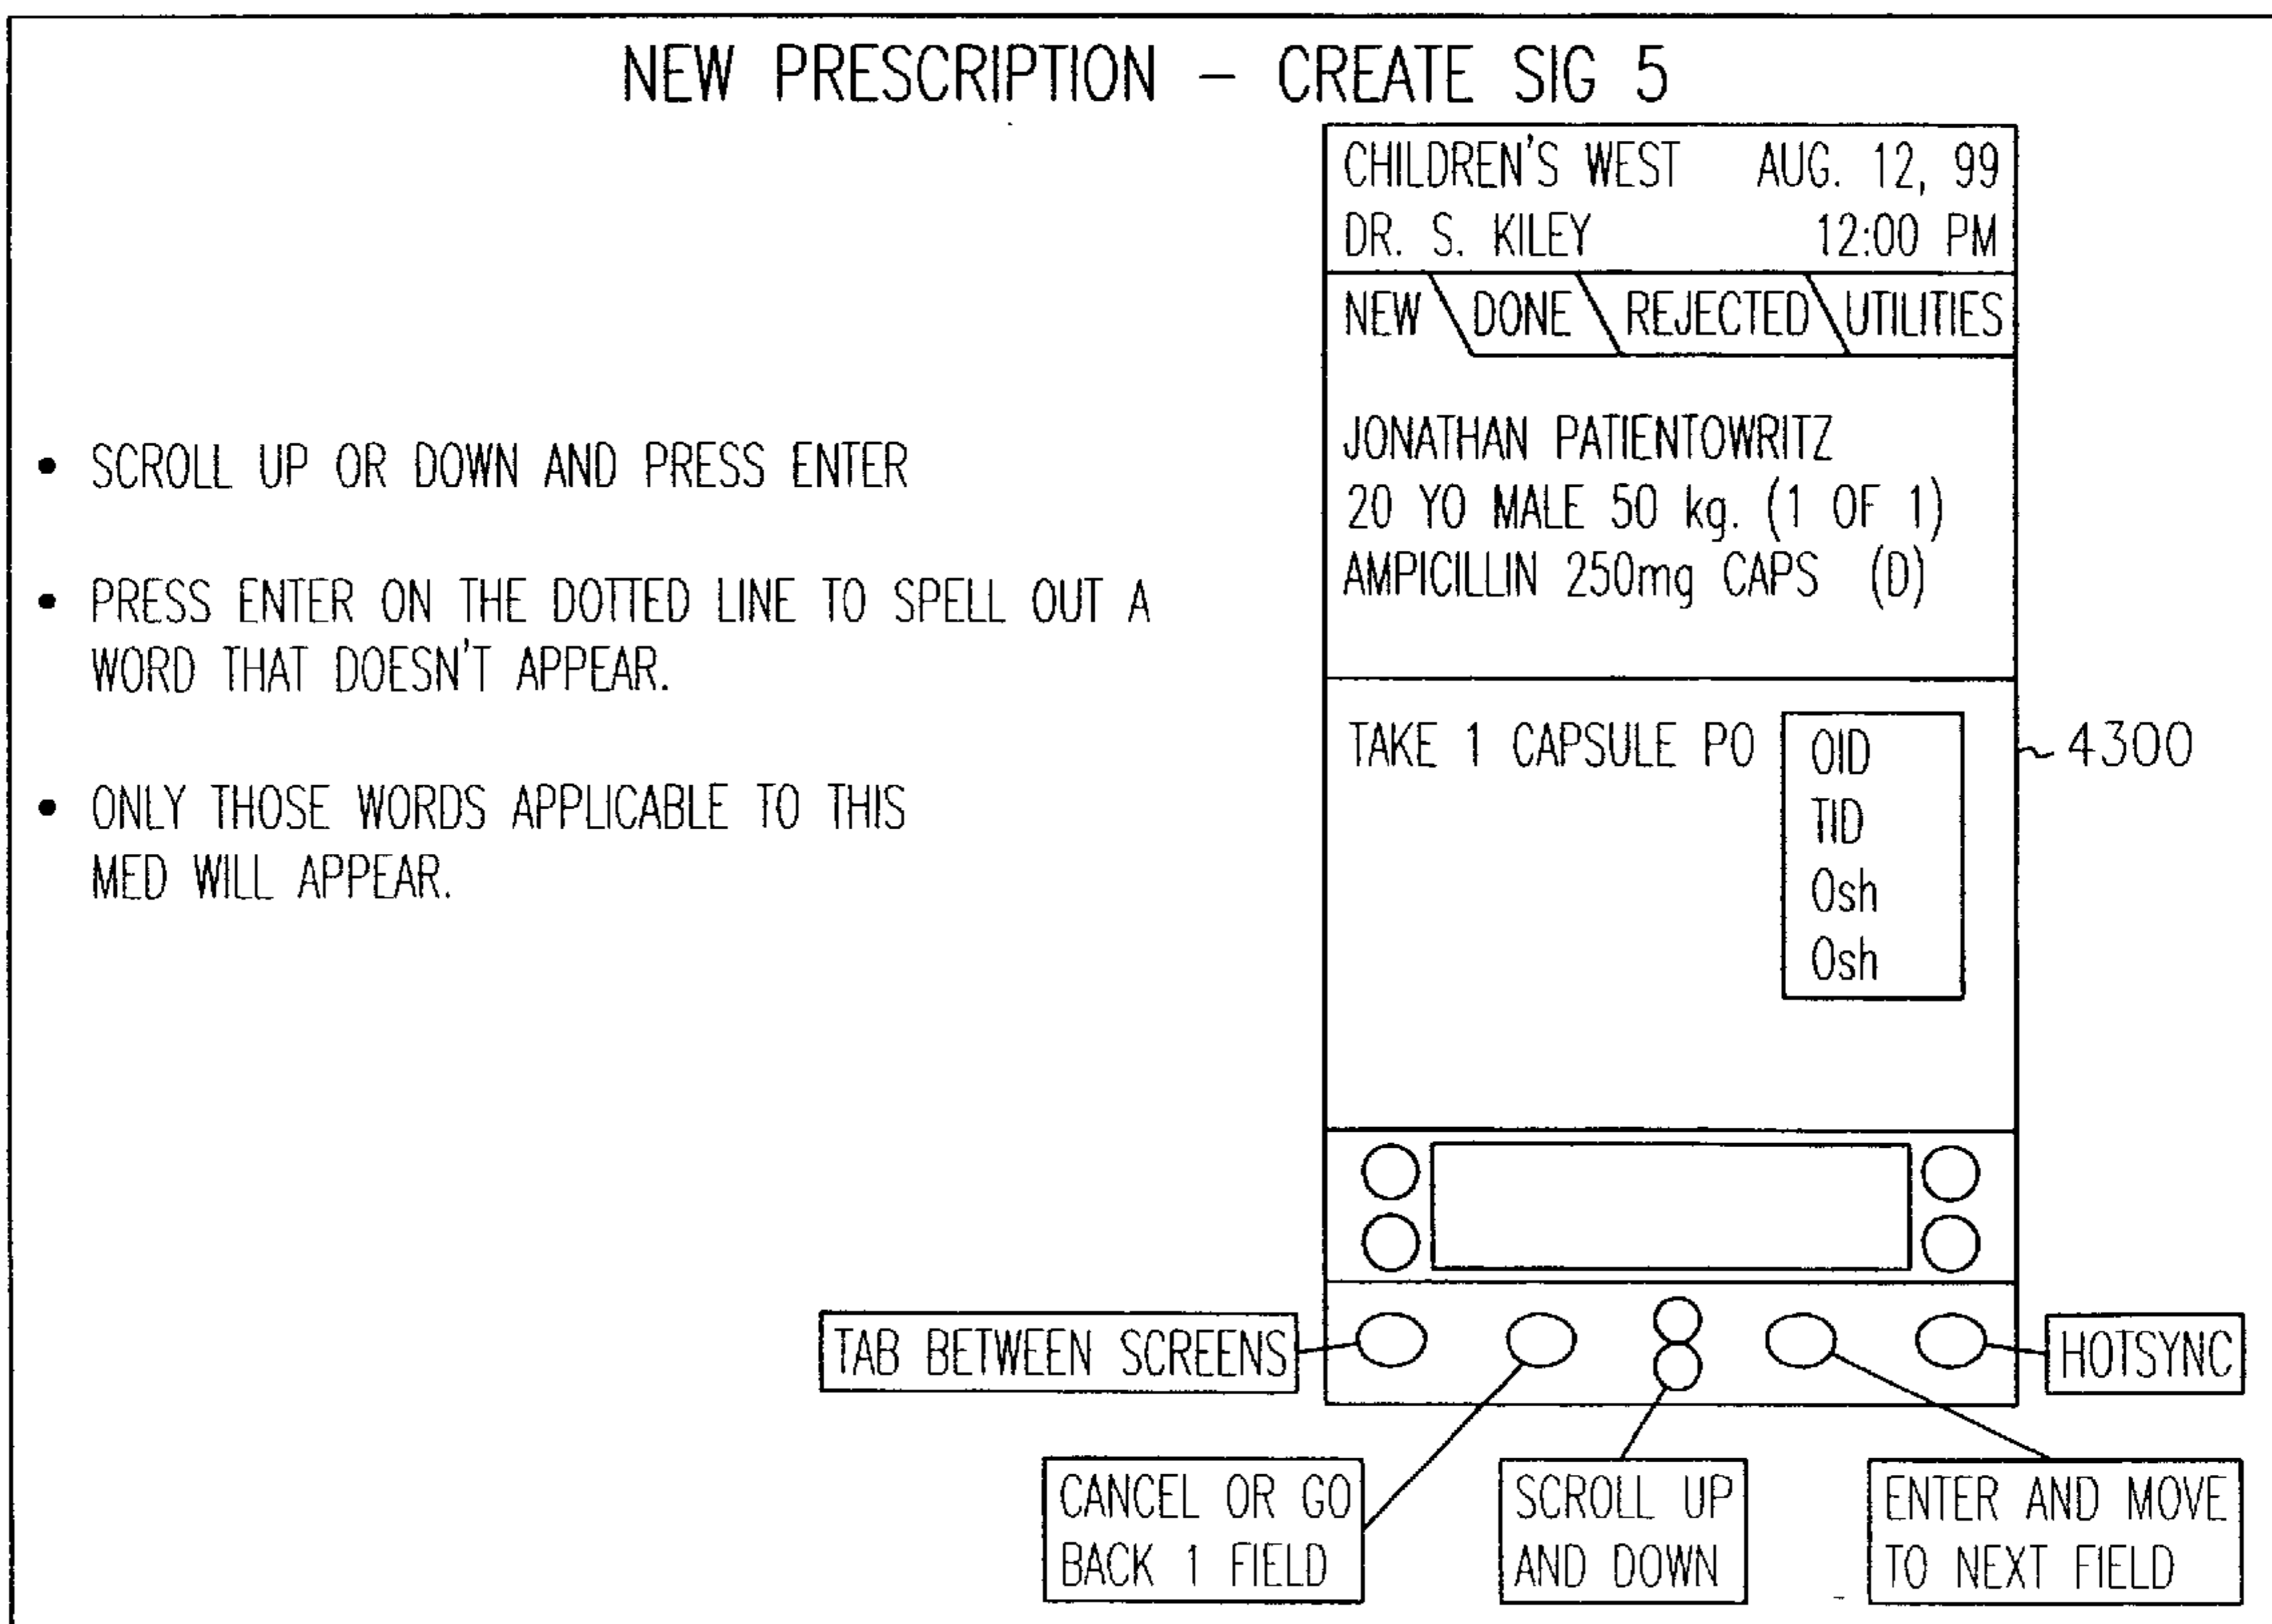 NEW PRESCRIPTION – CREATE SIG 5
• SCROLL UP OR DOWN AND PRESS ENTER
• PRESS ENTER ON THE DOTTED LINE TO SPELL OUT A
WORD THAT DOESN'T APPEAR.
• ONLY THOSE WORDS APPLICABLE TO THIS
MED WILL APPEAR.
CHILDREN'S WEST AUG. 12, 99
DR. S. KILEY 12:00 PM
NEW DONE REJECTED UTILITIES
JONATHAN PATIENTOWRITZ
20 YO MALE 50 kg. (1 OF 1)
AMPICILLIN 250mg CAPS (D)
TAKE 1 CAPSULE PO OID
TID
Osh
Osh
4300
TAB BETWEEN SCREENS
HOTSYNC
CANCEL OR GO
BACK 1 FIELD
SCROLL UP
AND DOWN
ENTER AND MOVE
TO NEXT FIELD